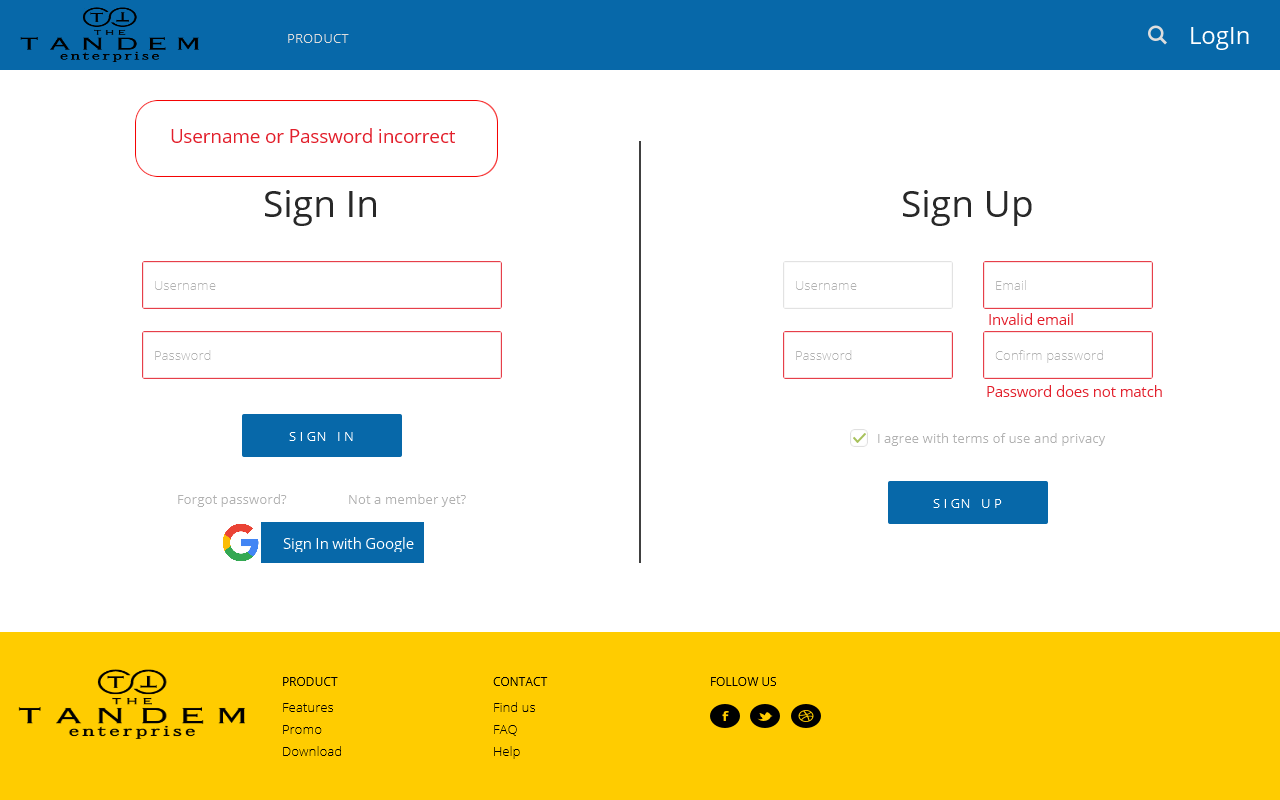 TT
THE
TANDEM
enterprise
PRODUCT
LogIn
Username or Password incorrect
Sign In
Username
Password
SIGN IN
Forgot password? Not a member yet?
G Sign In with Google
Sign Up
Username Email
Invalid email
Password Confirm password
Password does not match
I agree with terms of use and privacy
SIGN UP
TT
THE
TANDEM
enterprise
PRODUCT
Features
Promo
Download
CONTACT
Find us
FAQ
Help
FOLLOW US
f